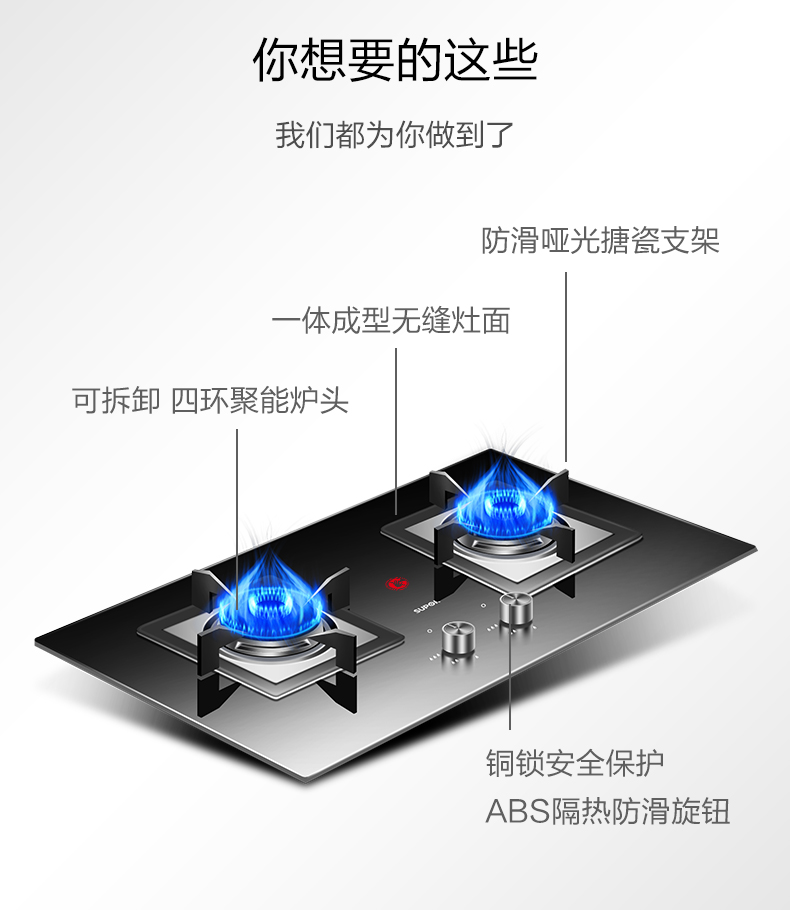 你想要的这些
我们都为你做到了
防滑哑光搪瓷支架
一体成型无缝灶面
可拆卸 四环聚能炉头
SUPOR
铜锁安全保护
ABS隔热防滑旋钮